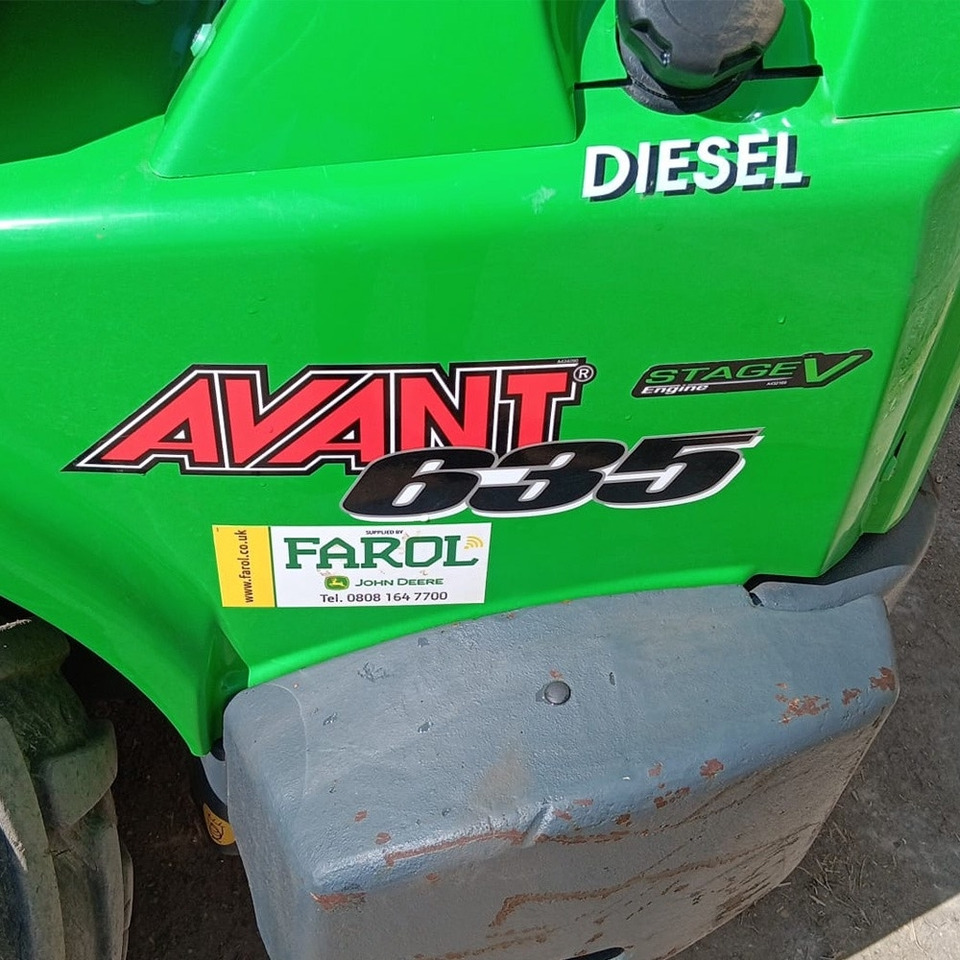 DIESEL
AVANT®
STAGE V
Engine
635
www.farol.co.uk
SUPPLIED BY
FAROL
JOHN DEERE
Tel. 0808 164 7700